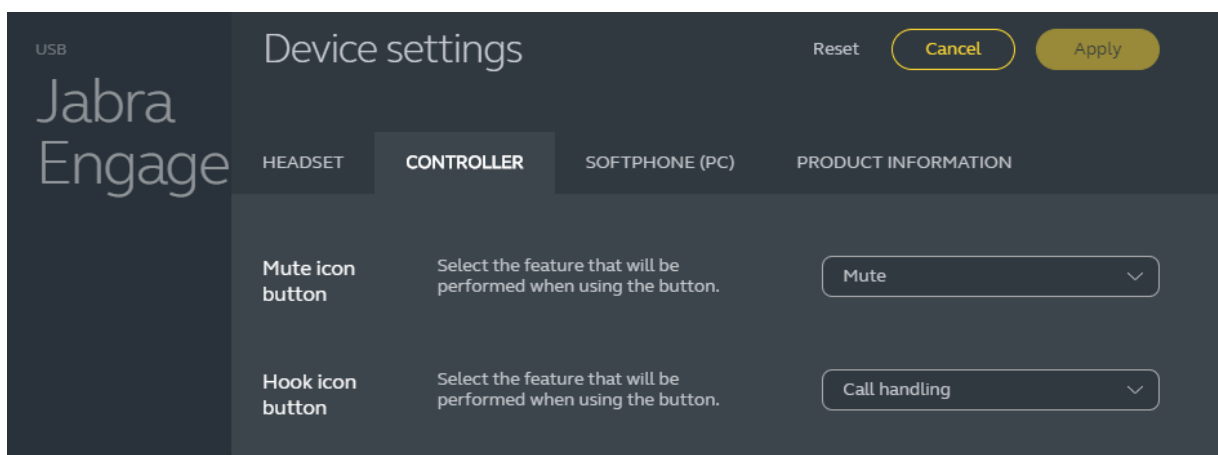 USB
Jabra
Engage
Device settings
Reset
Cancel
Apply
HEADSET
CONTROLLER
SOFTPHONE (PC)
PRODUCT INFORMATION
Mute icon
button
Select the feature that will be
performed when using the button.
Mute
Hook icon
button
Select the feature that will be
performed when using the button.
Call handling